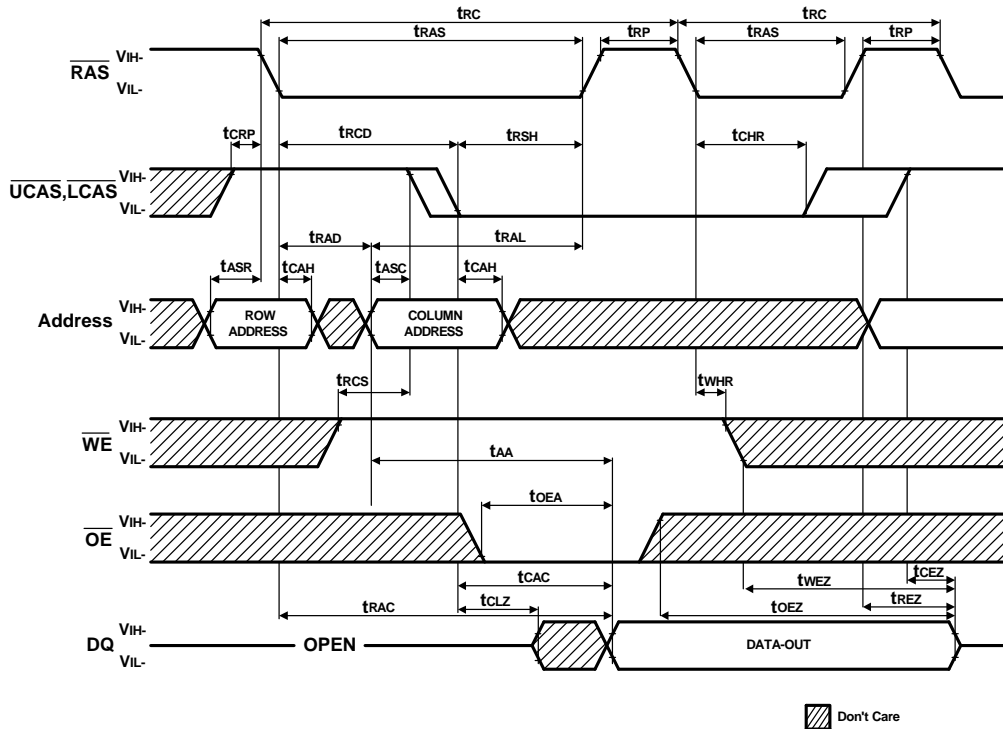 tRC tRC
tRAS tRP tRAS tRP
RAS VIH-
VIL-
tCRP tRCD tRSH tCHR
UCAS,LCAS VIH-
VIL-
tRAD tRAL
tASR tCAH tASC tCAH
Address VIH-
VIL-
ROW
ADDRESS
COLUMN
ADDRESS
tRCS tWHR
WE VIH-
VIL-
tAA
tOEA
OE VIH-
VIL-
tCAC tCEZ
tWEZ
tCLZ tREZ
tRAC tOEZ
DQ VIH-
VIL-
OPEN DATA-OUT
Don't Care